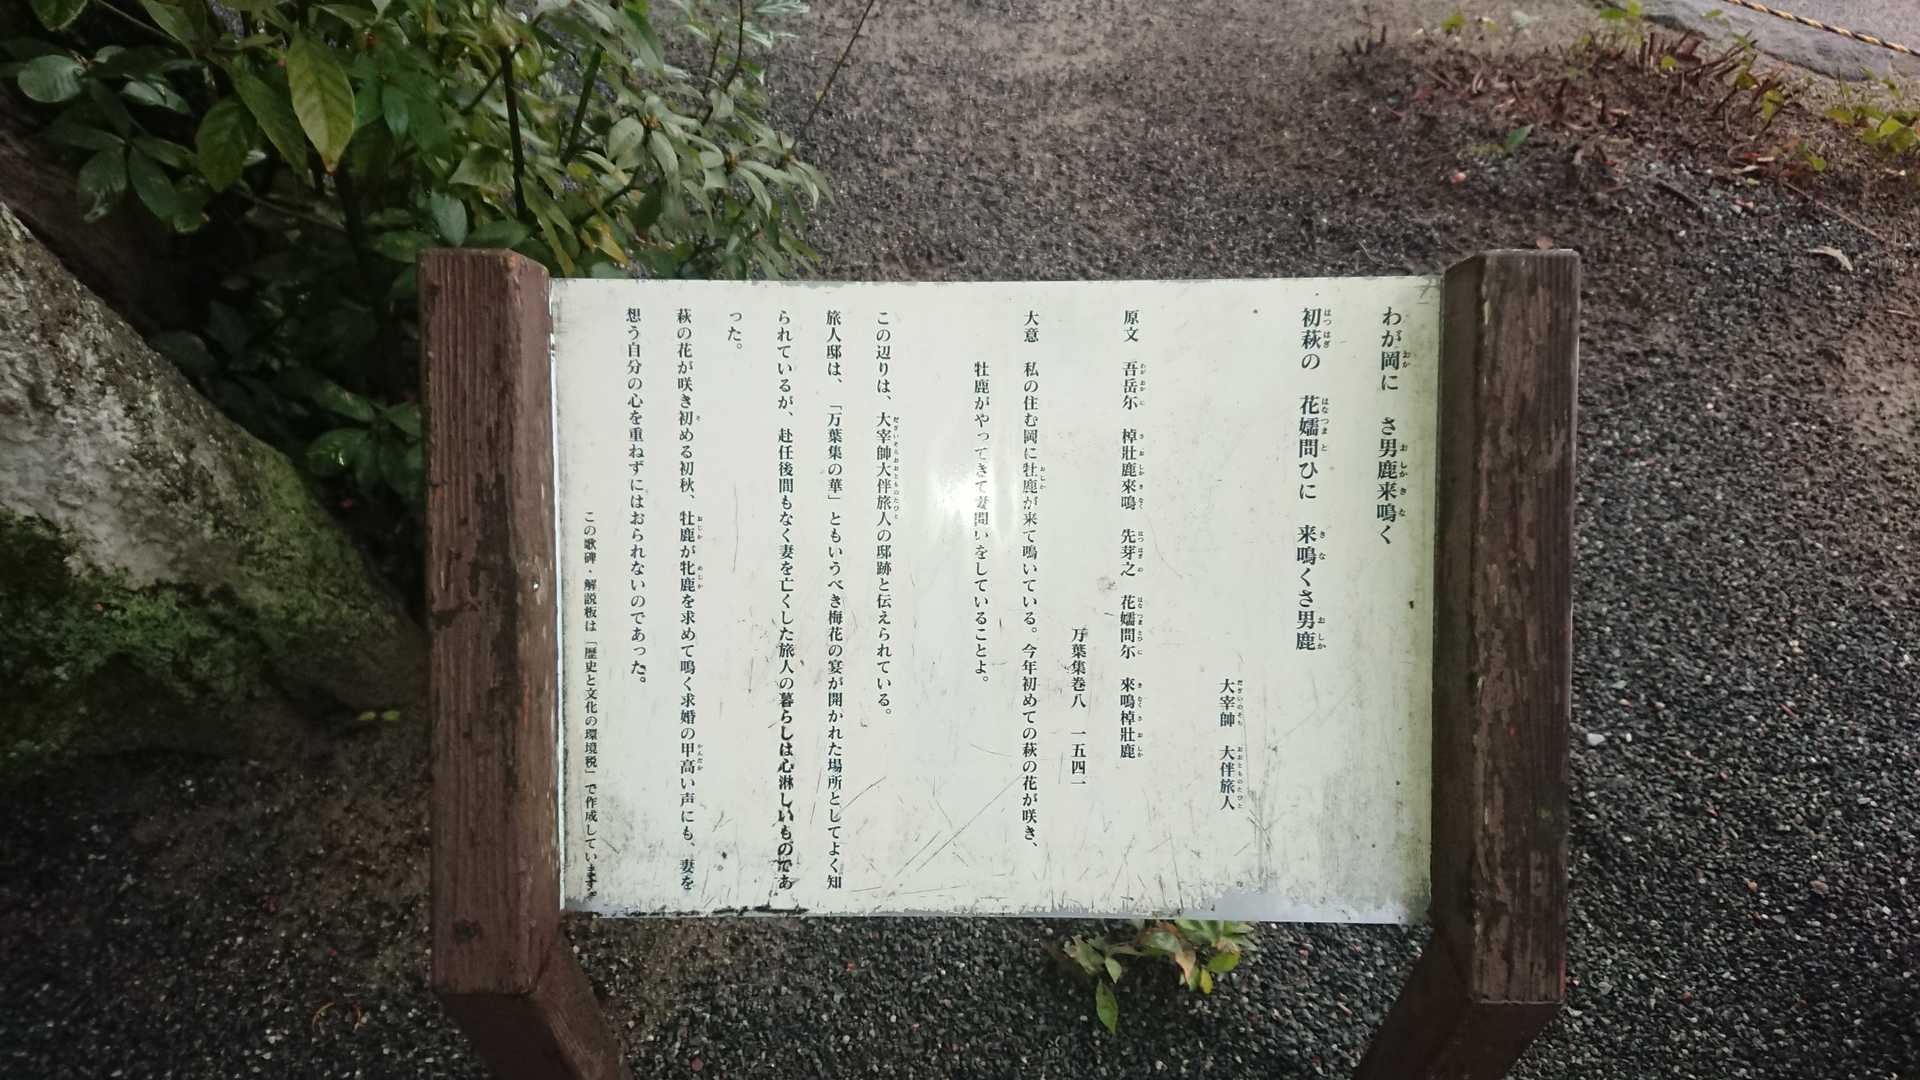 わが岡に　さ男鹿来鳴く
初萩の　花嬬問ひに　来鳴くさ男鹿
大宰帥　大伴旅人
原文　吾岳尓　棹壯鹿來鳴　先芽之　花嬬問尓　來鳴棹壯鹿
万葉集巻八　一五四一
大意　私の住む岡に牡鹿が来て鳴いている。今年初めての萩の花が咲き、
牡鹿がやってきて妻問いをしていることよ。
この辺りは、大宰帥大伴旅人の邸跡と伝えられている。
旅人邸は、「万葉集の華」ともいうべき梅花の宴が開かれた場所としてよく知
られているが、赴任後間もなく妻を亡くした旅人の暮らしは心淋しいものであ
った。
萩の花が咲き初める初秋、牡鹿が牝鹿を求めて鳴く求婚の甲高い声にも、妻を
想う自分の心を重ねずにはおられないのであった。
この歌碑・解説板は「歴史と文化の環境税」で作成しています。